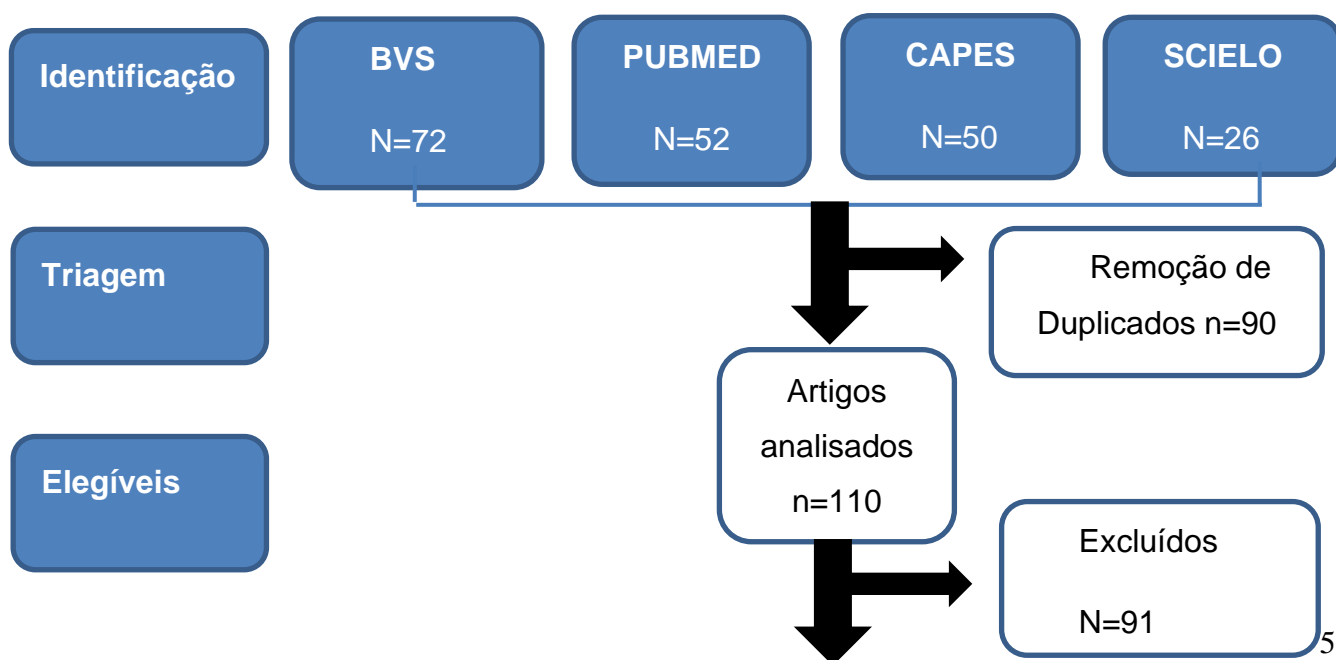 Identificação
BVS
N=72
PUBMED
N=52
CAPES
N=50
SCIELO
N=26
Triagem
Remoção de
Duplicados n=90
Artigos
analisados
n=110
Elegíveis
Excluídos
N=91
5